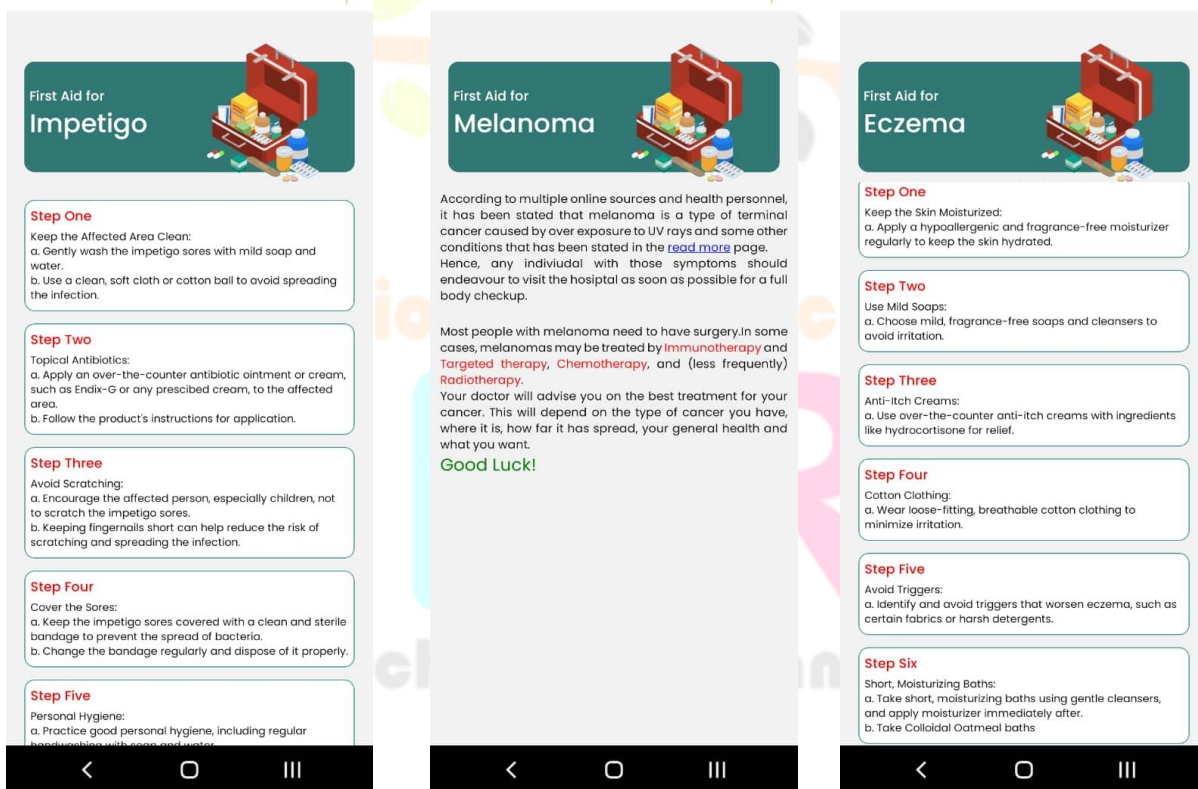 First Aid for
Impetigo
Step One
Keep the Affected Area Clean:
a. Gently wash the impetigo sores with mild soap and
water.
b. Use a clean, soft cloth or cotton ball to avoid spreading
the infection.
Step Two
Topical Antibiotics:
a. Apply an over-the-counter antibiotic ointment or cream,
such as Endix-G or any prescibed cream, to the affected
area.
b. Follow the product's instructions for application.
Step Three
Avoid Scratching:
a. Encourage the affected person, especially children, not
to scratch the impetigo sores.
b. Keeping fingernails short can help reduce the risk of
scratching and spreading the infection.
Step Four
Cover the Sores:
a. Keep the impetigo sores covered with a clean and sterile
bandage to prevent the spread of bacteria.
b. Change the bandage regularly and dispose of it properly.
Step Five
Personal Hygiene:
a. Practice good personal hygiene, including regular
handwashing with soap and water
First Aid for
Melanoma
According to multiple online sources and health personnel,
it has been stated that melanoma is a type of terminal
cancer caused by over exposure to UV rays and some other
conditions that has been stated in the read more page.
Hence, any indiviudal with those symptoms should
endeavour to visit the hosiptal as soon as possible for a full
body checkup.
Most people with melanoma need to have surgery.In some
cases, melanomas may be treated by Immunotherapy and
Targeted therapy, Chemotherapy, and (less frequently)
Radiotherapy.
Your doctor will advise you on the best treatment for your
cancer. This will depend on the type of cancer you have,
where it is, how far it has spread, your general health and
what you want.
Good Luck!
First Aid for
Eczema
Step One
Keep the Skin Moisturized:
a. Apply a hypoallergenic and fragrance-free moisturizer
regularly to keep the skin hydrated.
Step Two
Use Mild Soaps:
a. Choose mild, fragrance-free soaps and cleansers to
avoid irritation.
Step Three
Anti-Itch Creams:
a. Use over-the-counter anti-itch creams with ingredients
like hydrocortisone for relief.
Step Four
Cotton Clothing:
a. Wear loose-fitting, breathable cotton clothing to
minimize irritation.
Step Five
Avoid Triggers:
a. Identify and avoid triggers that worsen eczema, such as
certain fabrics or harsh detergents.
Step Six
Short, Moisturizing Baths:
a. Take short, moisturizing baths using gentle cleansers,
and apply moisturizer immediately after.
b. Take Colloidal Oatmeal baths